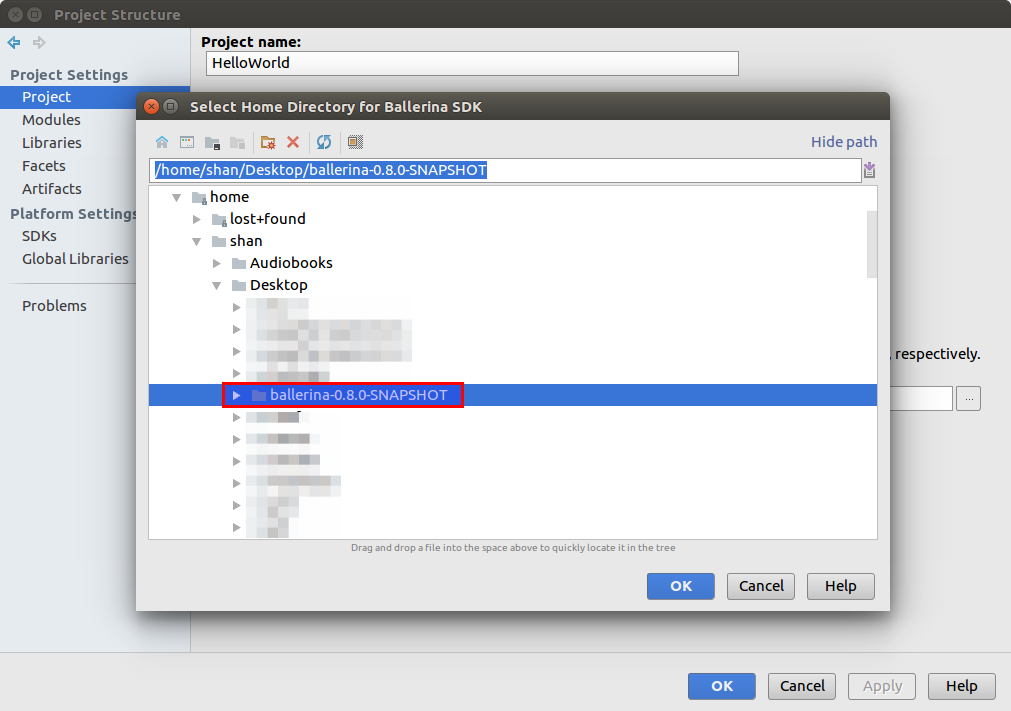 Project Structure
Project name:
HelloWorld
Project Settings
Project
Modules
Libraries
Facets
Artifacts
Platform Settings
SDKs
Global Libraries
Problems
Select Home Directory for Ballerina SDK
Hide path
/home/shan/Desktop/ballerina-0.8.0-SNAPSHOT
home
lost+found
shan
Audiobooks
Desktop
ballerina-0.8.0-SNAPSHOT
Drag and drop a file into the space above to quickly locate it in the tree
OK Cancel Help
, respectively.
...
OK Cancel Apply Help